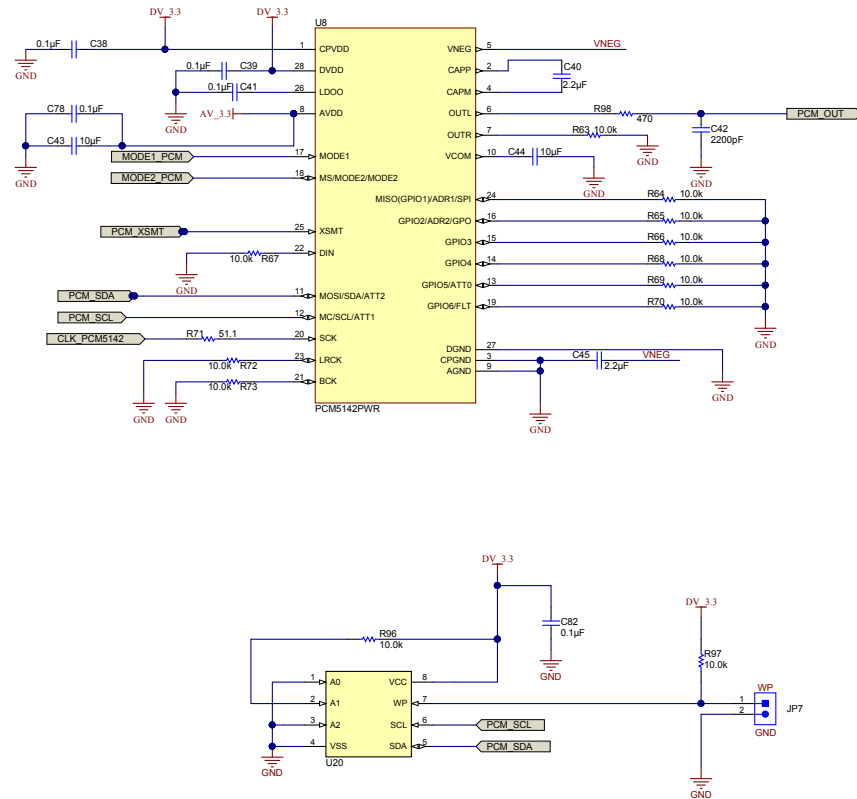 DV_3.3
DV_3.3
U8
0.1µF
C38
1
CPVDD
VNEG
5
VNEG
GND
0.1µF
C39
28
DVDD
CAPP
2
C40
2.2µF
0.1µF
C41
26
LDOO
CAPM
4
C78
0.1µF
AV_3.3
8
AVDD
OUTL
6
R98
470
PCM_OUT
GND
C43
10µF
OUTR
7
R63
10.0k
C42
2200pF
GND
MODE1_PCM
17
MODE1
VCOM
10
C44
10µF
GND
GND
MODE2_PCM
18
MS/MODE2/MODE2
GND
MISO(GPIO1)/ADR1/SPI
24
R64
10.0k
GPIO2/ADR2/GPO
16
R65
10.0k
PCM_XSMT
25
XSMT
GPIO3
15
R66
10.0k
22
DIN
10.0k
R67
GPIO4
14
R68
10.0k
GND
GPIO5/ATT0
13
R69
10.0k
PCM_SDA
11
MOSI/SDA/ATT2
GPIO6/FLT
19
R70
10.0k
PCM_SCL
12
MC/SCL/ATT1
GND
CLK_PCM5142
R71
51.1
20
SCK
DGND
27
23
LRCK
10.0k
R72
CPGND
3
C45
2.2µF
VNEG
AGND
9
21
BCK
10.0k
R73
GND
GND
GND
GND
PCM5142PWR
DV_3.3
C82
0.1µF
DV_3.3
R96
10.0k
R97
10.0k
GND
1
A0
VCC
8
2
A1
WP
7
3
A2
SCL
6
PCM_SCL
4
VSS
SDA
5
PCM_SDA
U20
GND
WP
1
2
JP7
GND
GND